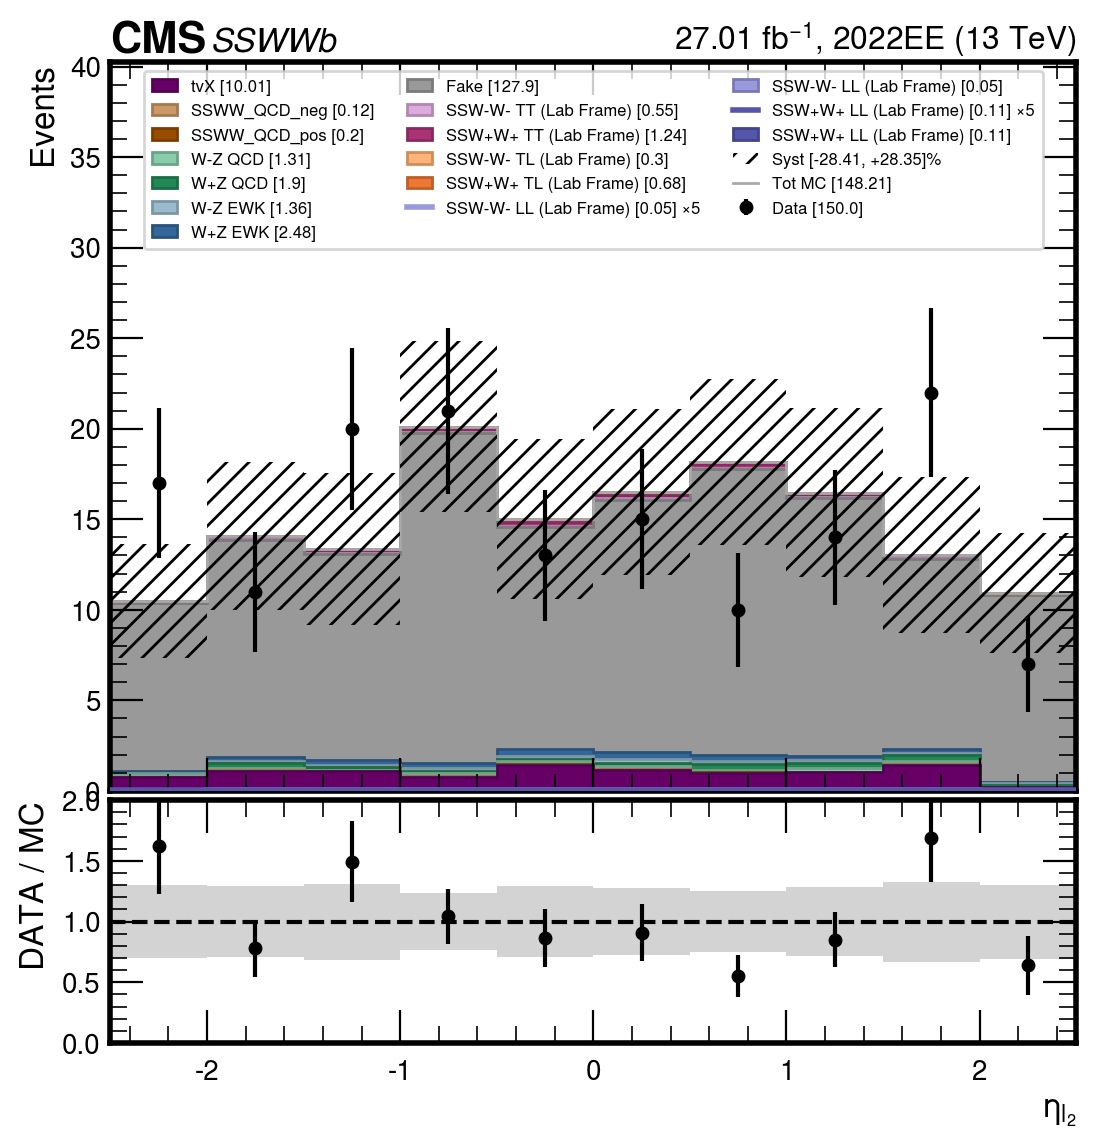 CMS SSWWb 27.01 fb⁻¹, 2022EE (13 TeV)
Events
40
35
30
25
20
15
10
5
0
tvX [10.01]
SSWW_QCD_neg [0.12]
SSWW_QCD_pos [0.2]
W-Z QCD [1.31]
W+Z QCD [1.9]
W-Z EWK [1.36]
W+Z EWK [2.48]
Fake [127.9]
SSW-W- TT (Lab Frame) [0.55]
SSW+W+ TT (Lab Frame) [1.24]
SSW-W- TL (Lab Frame) [0.3]
SSW+W+ TL (Lab Frame) [0.68]
SSW-W- LL (Lab Frame) [0.05] ×5
SSW-W- LL (Lab Frame) [0.05]
SSW+W+ LL (Lab Frame) [0.11] ×5
SSW+W+ LL (Lab Frame) [0.11]
Syst [-28.41, +28.35]%
Tot MC [148.21]
Data [150.0]
DATA / MC
2.0
1.5
1.0
0.5
0.0
-2 -1 0 1 2
η_l₂